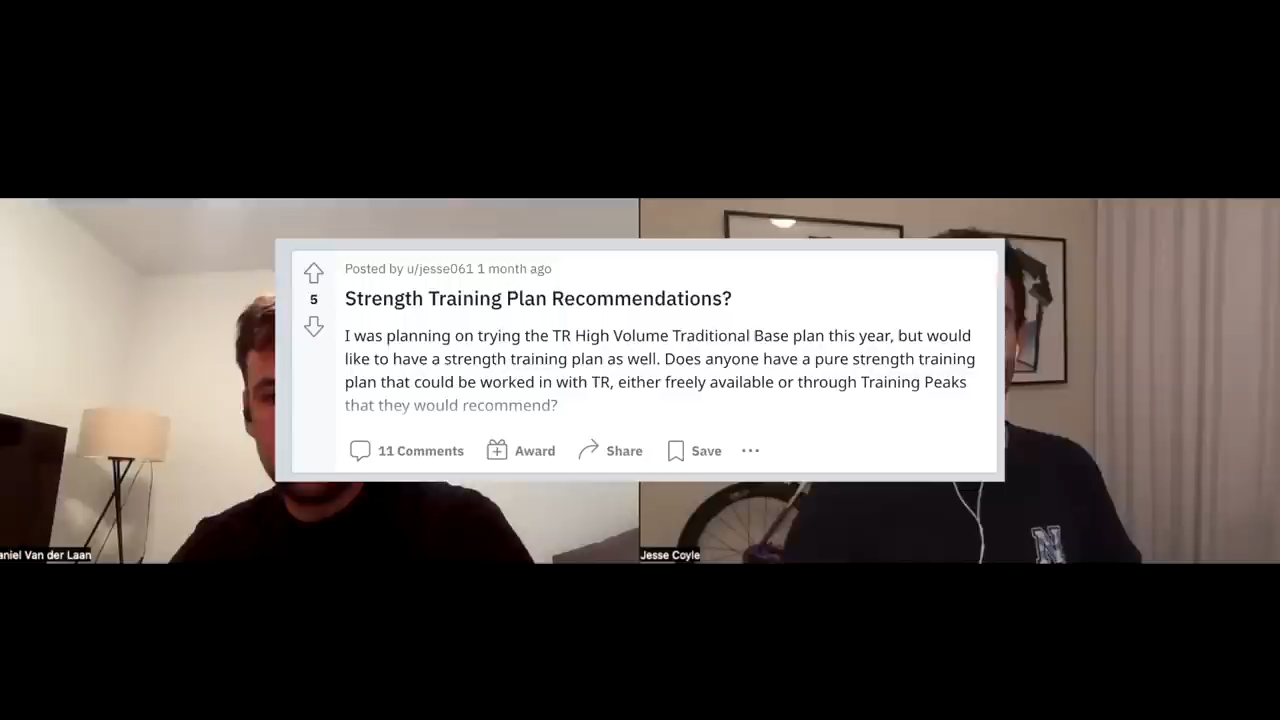 Posted by u/jesse061 1 month ago
5
Strength Training Plan Recommendations?
I was planning on trying the TR High Volume Traditional Base plan this year, but would
like to have a strength training plan as well. Does anyone have a pure strength training
plan that could be worked in with TR, either freely available or through Training Peaks
that they would recommend?
11 Comments Award Share Save
aniel Van der Laan
Jesse Coyle
N